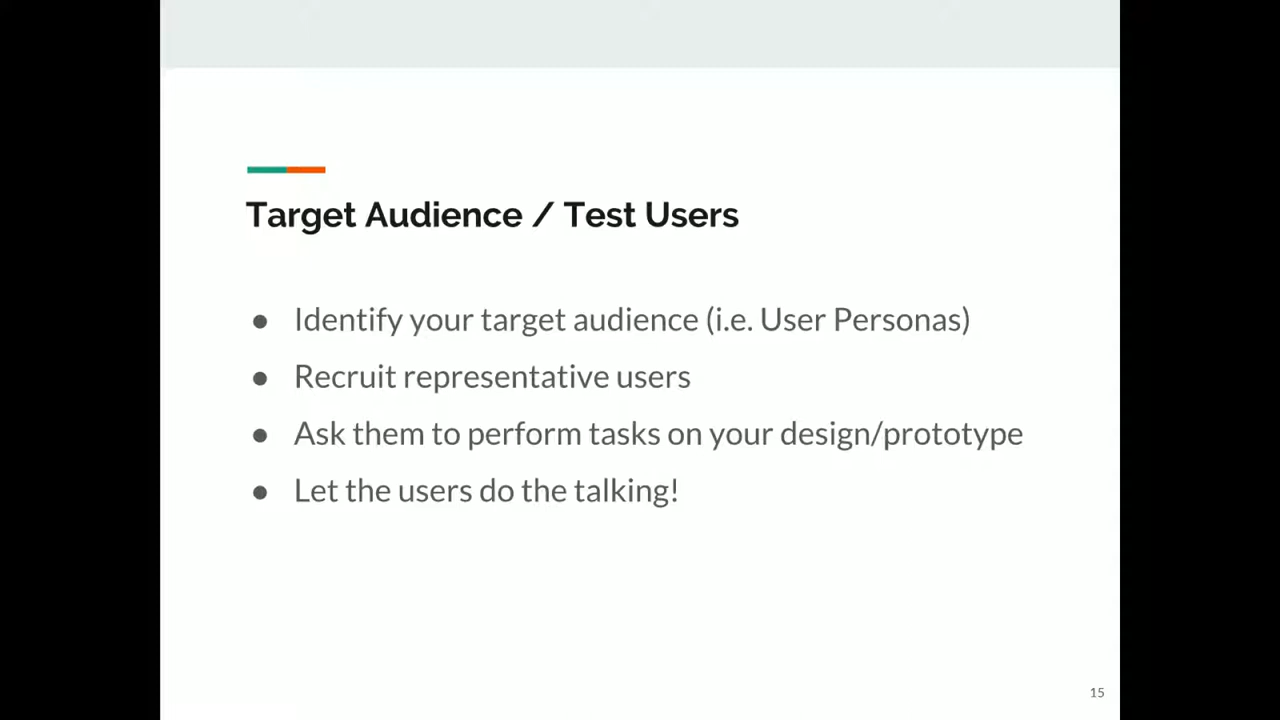 Target Audience / Test Users
● Identify your target audience (i.e. User Personas)
● Recruit representative users
● Ask them to perform tasks on your design/prototype
● Let the users do the talking!
15